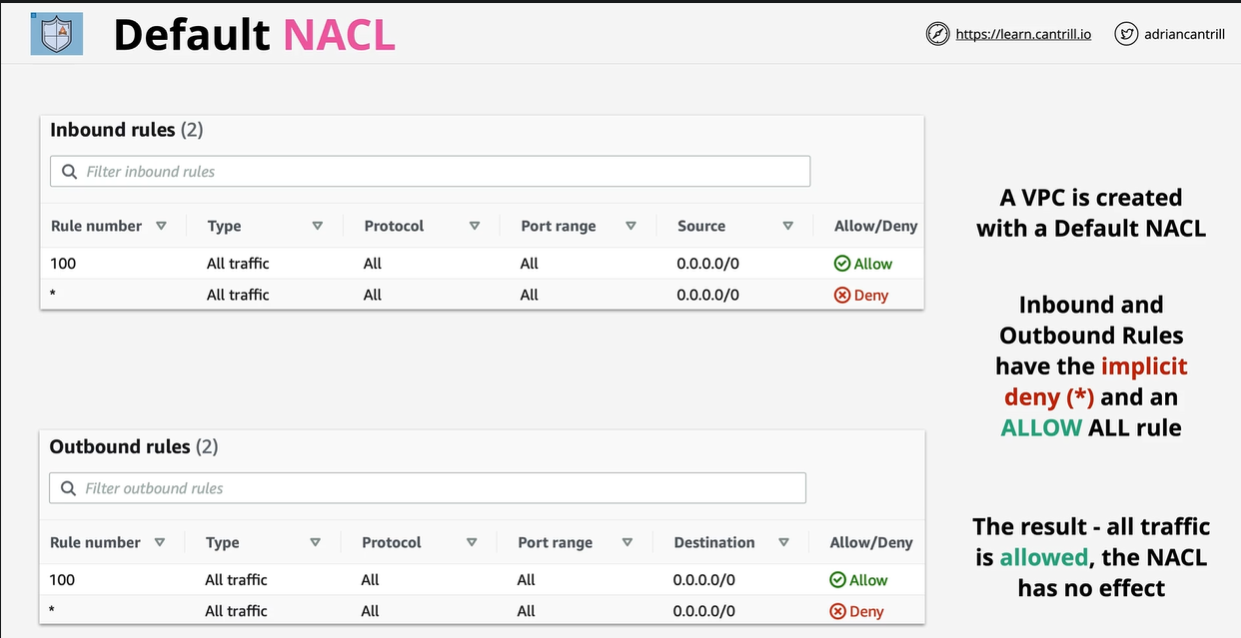 Default NACL
https://learn.cantrill.io
adriancantrill
Inbound rules (2)
Filter inbound rules
Rule number Type Protocol Port range Source Allow/Deny
100 All traffic All All 0.0.0.0/0 Allow
* All traffic All All 0.0.0.0/0 Deny
Outbound rules (2)
Filter outbound rules
Rule number Type Protocol Port range Destination Allow/Deny
100 All traffic All All 0.0.0.0/0 Allow
* All traffic All All 0.0.0.0/0 Deny
A VPC is created
with a Default NACL
Inbound and
Outbound Rules
have the implicit
deny (*) and an
ALLOW ALL rule
The result - all traffic
is allowed, the NACL
has no effect